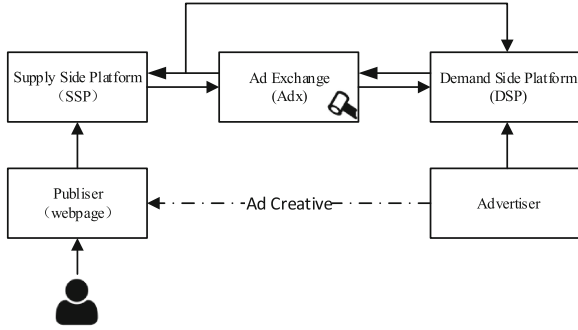 Supply Side Platform
（SSP）
Ad Exchange
(Adx)
Demand Side Platform
(DSP)
Publiser
（webpage）
Ad Creative
Advertiser